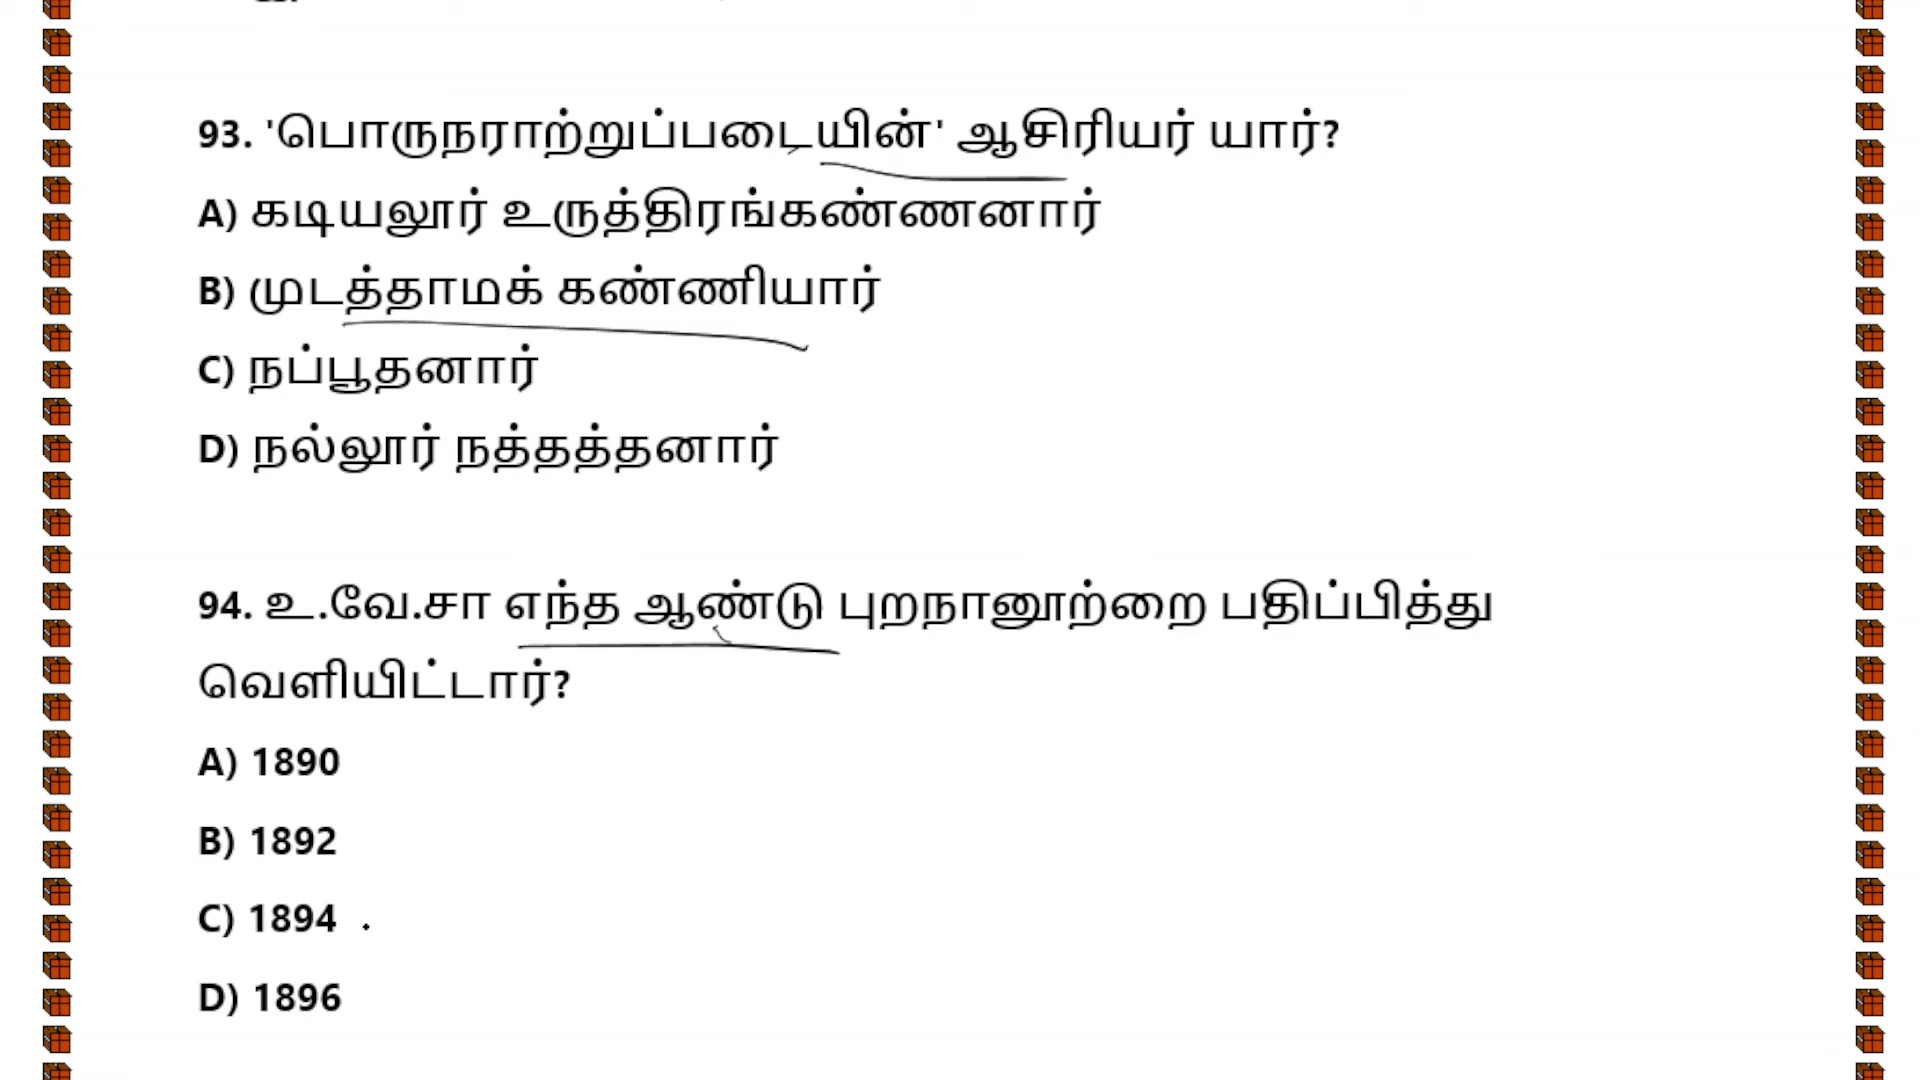 93. 'பொருநராற்றுப்படையின்' ஆசிரியர் யார்?
A) கடியலூர் உருத்திரங்கண்ணனார்
B) முடத்தாமக் கண்ணியார்
C) நப்பூதனார்
D) நல்லூர் நத்தத்தனார்
94. உ.வே.சா எந்த ஆண்டு புறநானூற்றை பதிப்பித்து
வெளியிட்டார்?
A) 1890
B) 1892
C) 1894
D) 1896